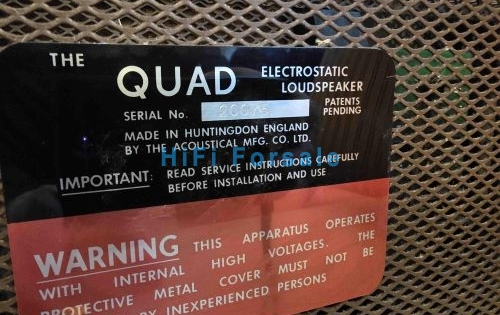 THE
QUAD ELECTROSTATIC
LOUDSPEAKER
SERIAL No. PATENTS
PENDING
MADE IN HUNTINGDON ENGLAND
BY THE ACOUSTICAL MFG. CO. LTD.
HiFi Forsale
IMPORTANT: READ SERVICE INSTRUCTIONS CAREFULLY
BEFORE INSTALLATION AND USE
WARNING THIS APPARATUS OPERATES
WITH INTERNAL HIGH VOLTAGES. THE
PROTECTIVE METAL COVER MUST NOT BE
BY INEXPERIENCED PERSONS